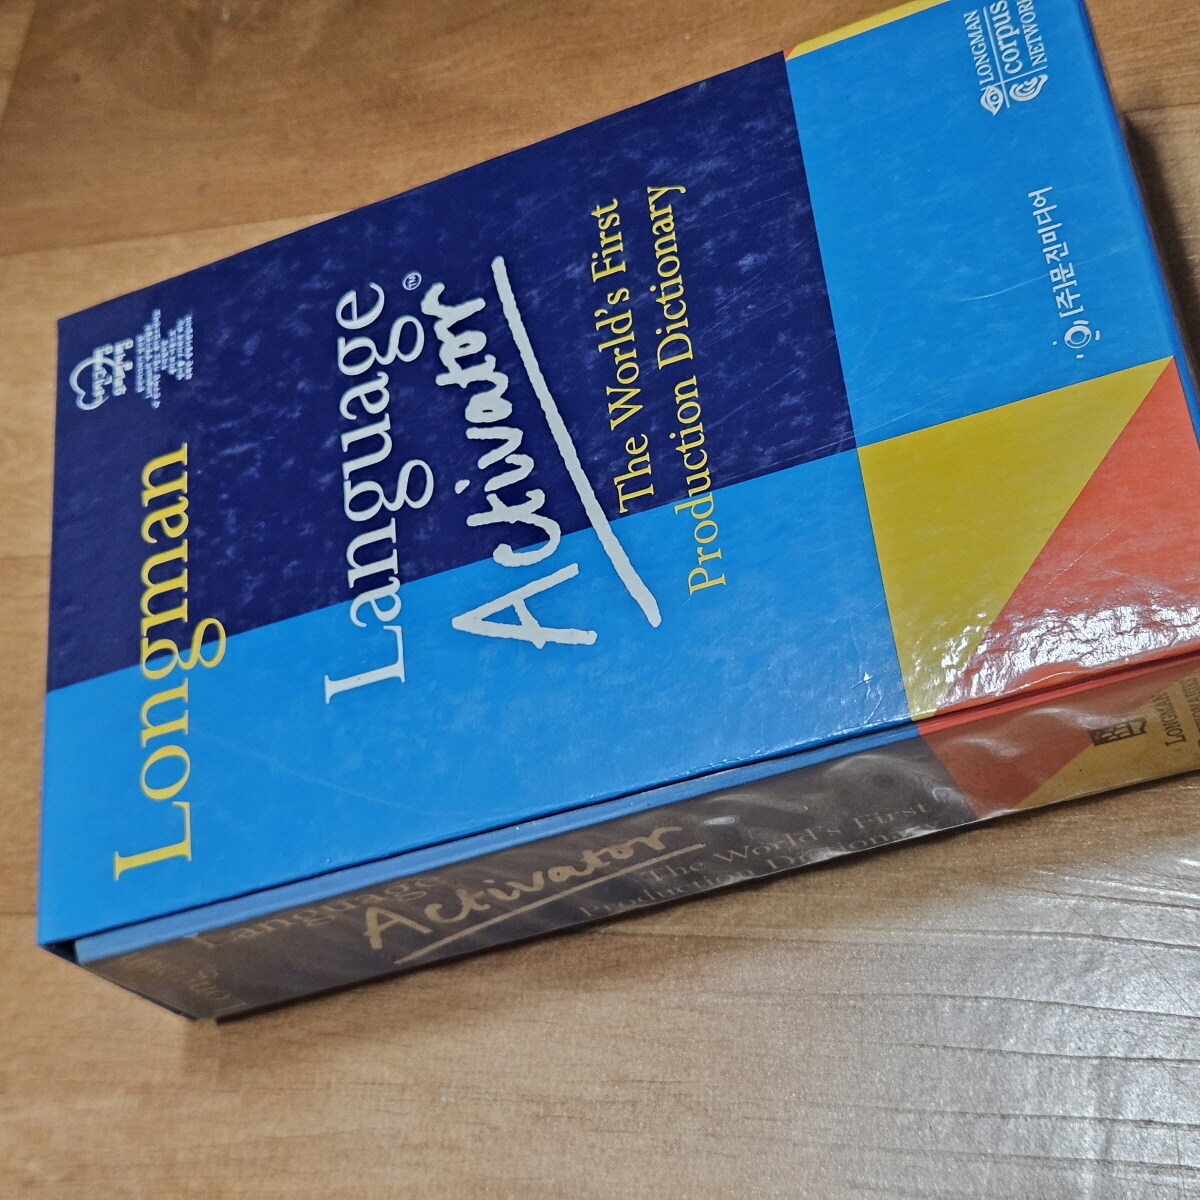 Longman
Language™
Activator
The World's First
Production Dictionary
(주)문진미디어
LONGMAN
corpus
NETWORK
Language
Activator
The World's First
Production Dictionary
LONGMAN